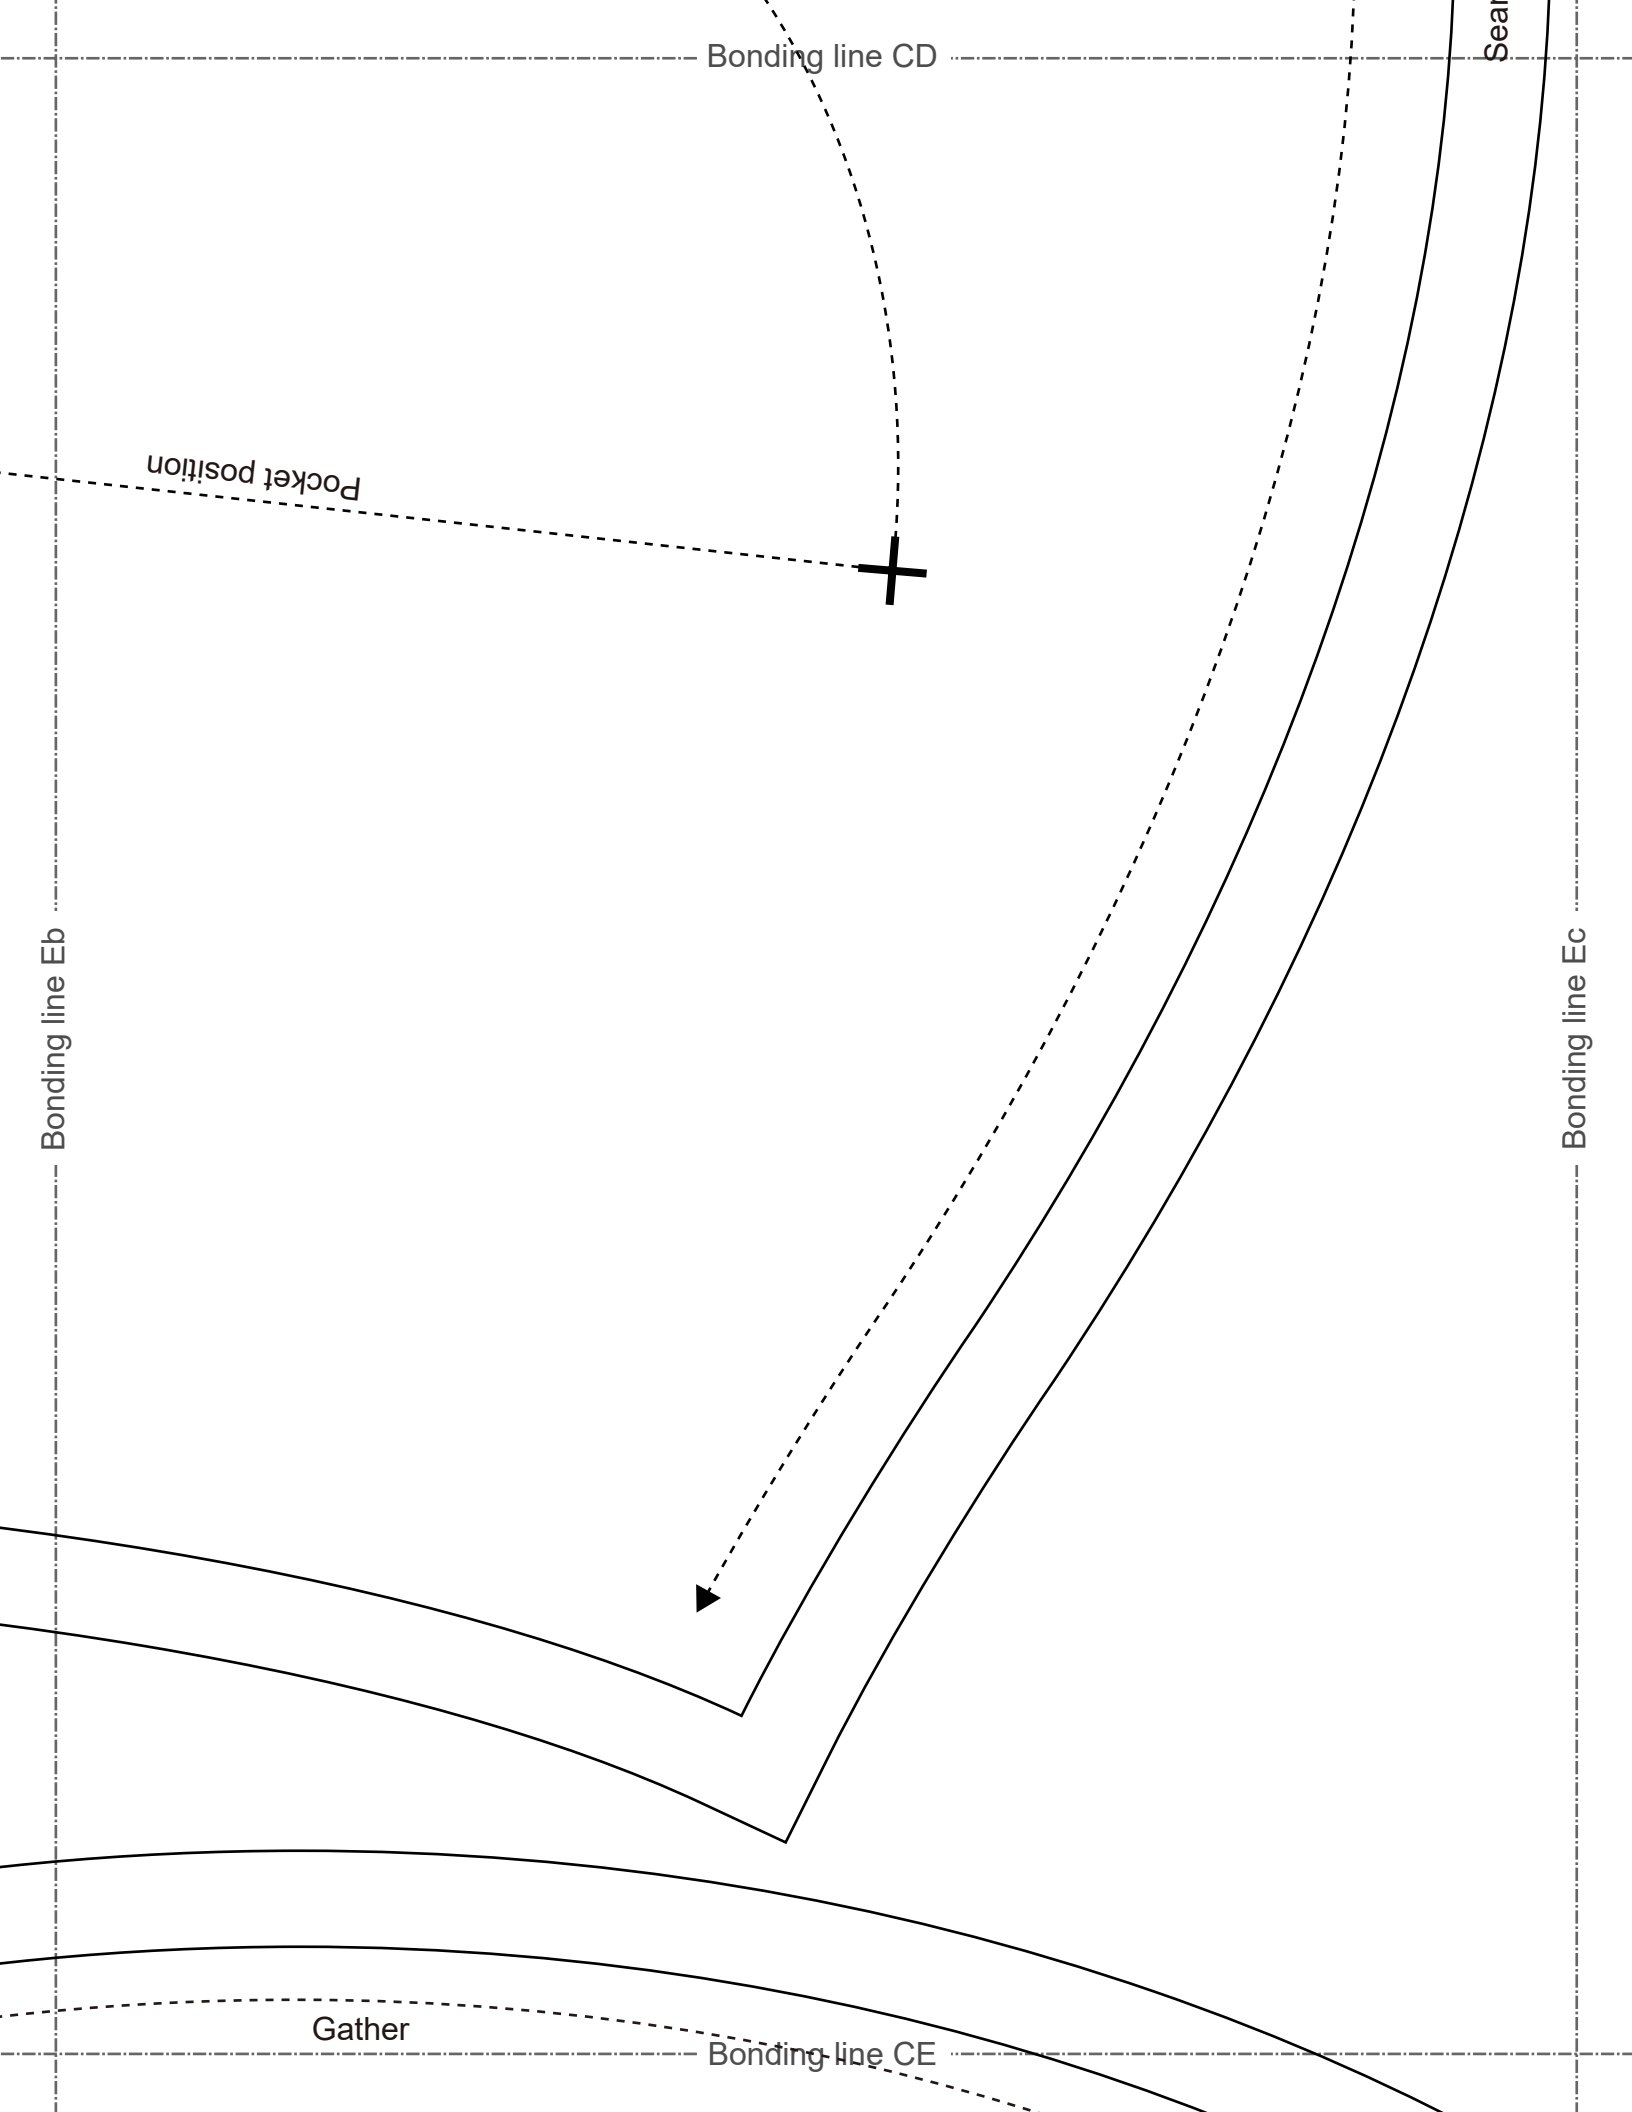 Bonding line CD
Pocket position
Bonding line Eb
Bonding line Ec
Gather
Bonding line CE